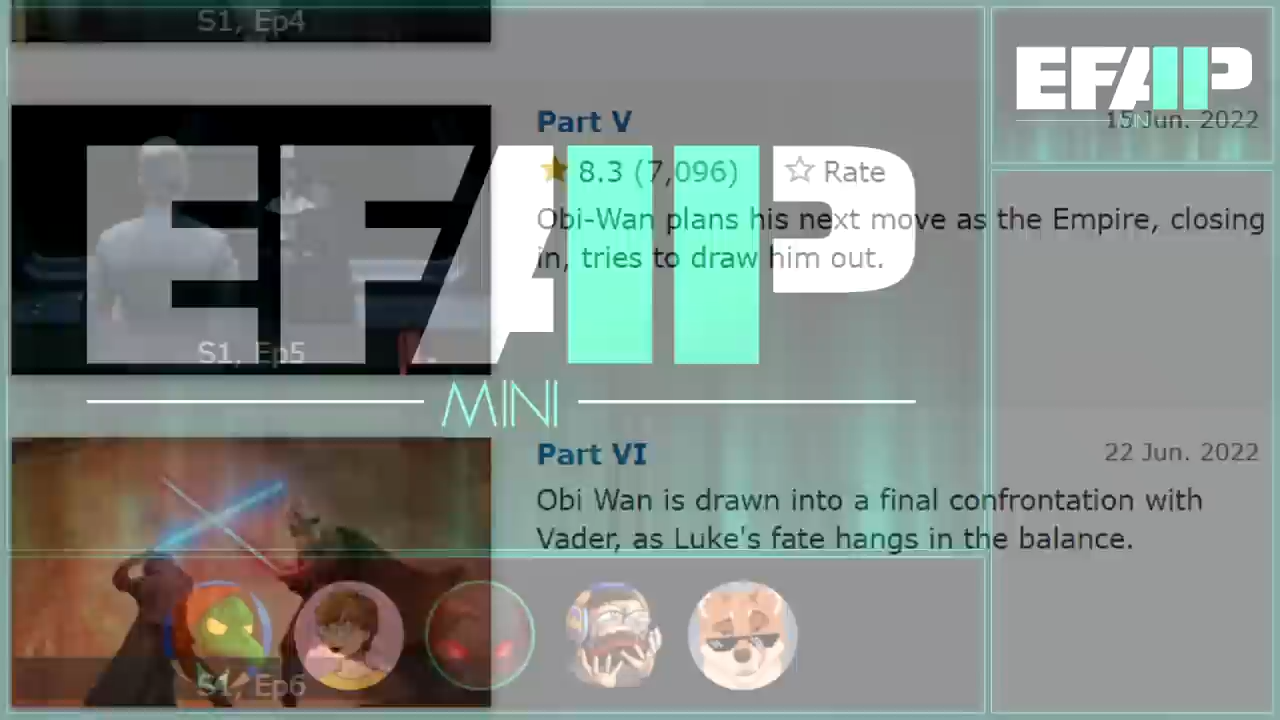 S1, Ep4
EFAP
15 Jun. 2022
Part V
8.3 (7,096) Rate
Obi-Wan plans his next move as the Empire, closing
in, tries to draw him out.
EFAP
S1, Ep5
MINI
Part VI
22 Jun. 2022
Obi Wan is drawn into a final confrontation with
Vader, as Luke's fate hangs in the balance.
S1, Ep6